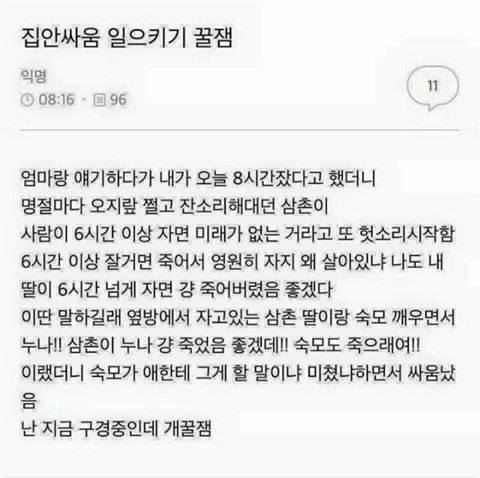 집안싸움 일으키기 꿀잼
익명
08:16 · 96
11
엄마랑 얘기하다가 내가 오늘 8시간잤다고 했더니
명절마다 오지랖 쩔고 잔소리해대던 삼촌이
사람이 6시간 이상 자면 미래가 없는 거라고 또 헛소리시작함
6시간 이상 잘거면 죽어서 영원히 자지 왜 살아있냐 나도 내
딸이 6시간 넘게 자면 걍 죽어버렸음 좋겠다
이딴 말하길래 옆방에서 자고있는 삼촌 딸이랑 숙모 깨우면서
누나!! 삼촌이 누나 걍 죽었음 좋겠데!! 숙모도 죽으래여!!
이랬더니 숙모가 애한테 그게 할 말이냐 미쳤냐하면서 싸움났
음
난 지금 구경중인데 개꿀잼